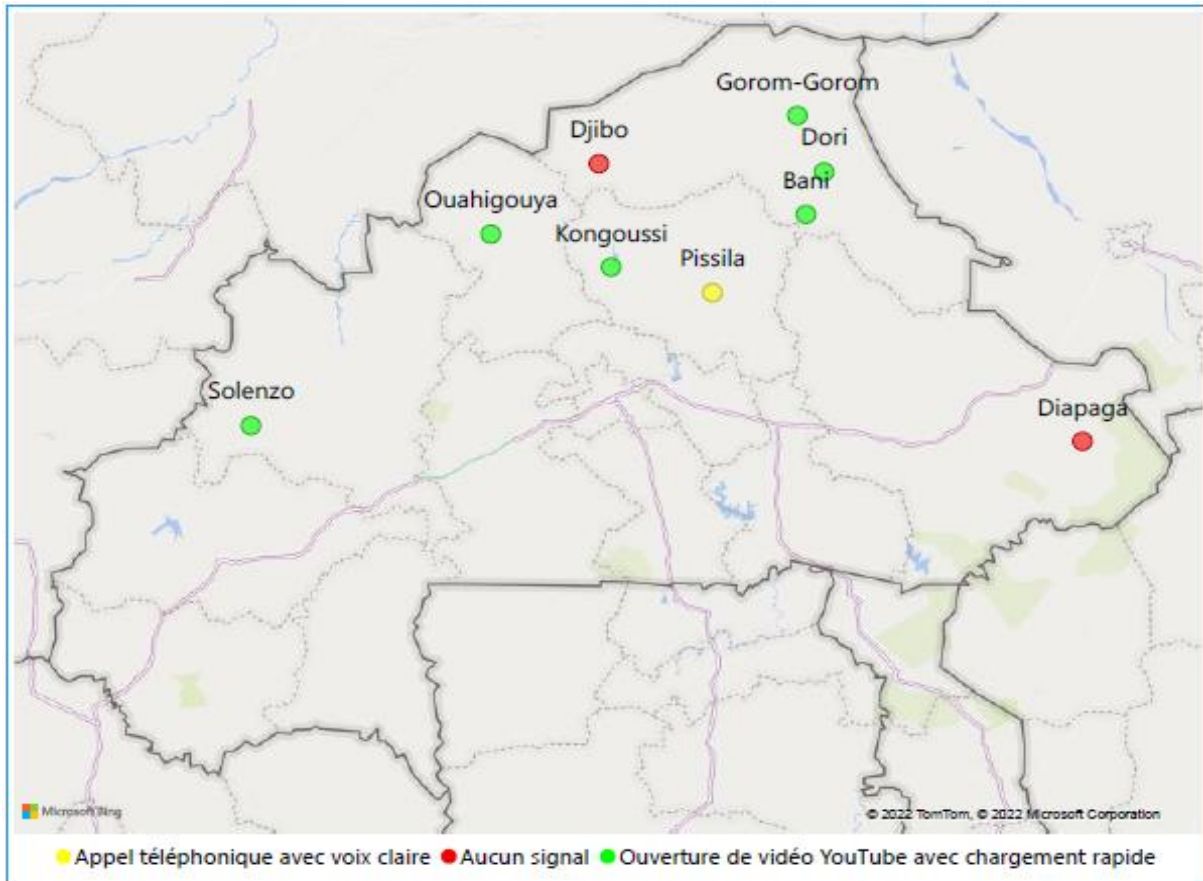 Gorom-Gorom
Djibo
Dori
Bani
Ouahigouya
Kongoussi
Pissila
Solenzo
Diapaga
Microsoft Bing
© 2022 TomTom, © 2022 Microsoft Corporation
Appel téléphonique avec voix claire Aucun signal Ouverture de vidéo YouTube avec chargement rapide